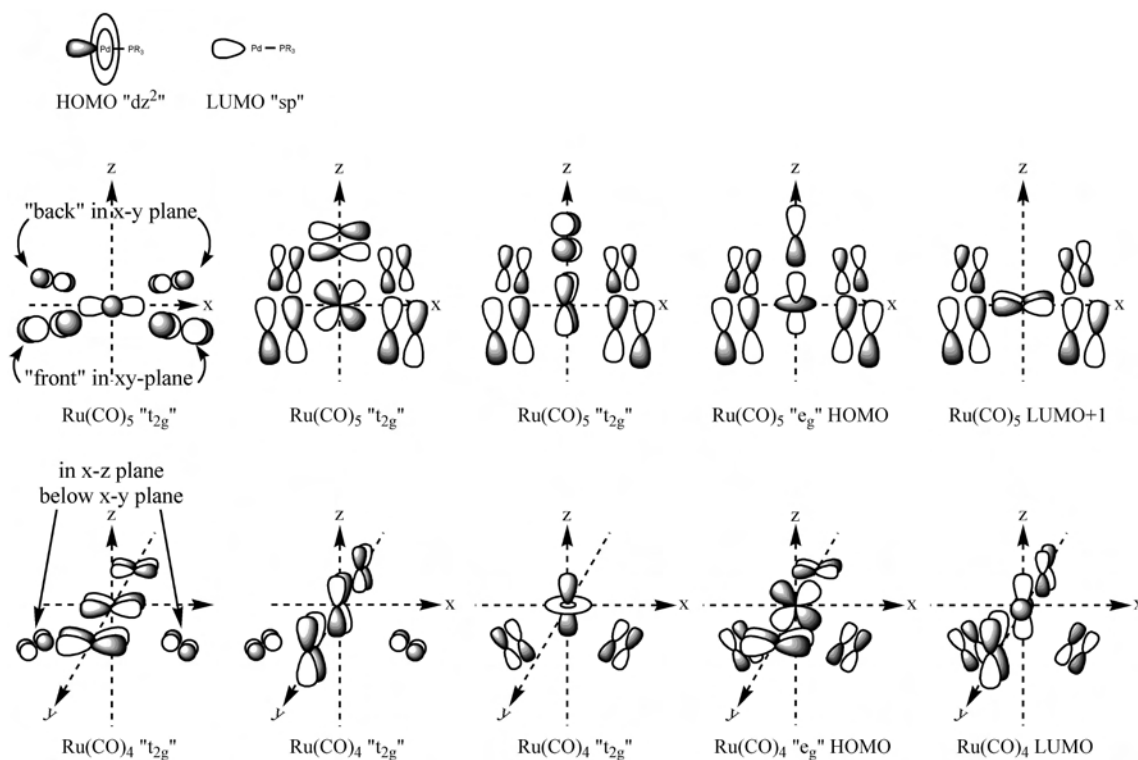 Pd PR₃ Pd PR₃
HOMO "dz²" LUMO "sp"
z z z z z
"back" in x-y plane
x x x x x
"front" in xy-plane
Ru(CO)₅ "t₂g" Ru(CO)₅ "t₂g" Ru(CO)₅ "t₂g" Ru(CO)₅ "eg" HOMO Ru(CO)₅ LUMO+1
in x-z plane
below x-y plane
z z z z z
x x x x
y y y y y
Ru(CO)₄ "t₂g" Ru(CO)₄ "t₂g" Ru(CO)₄ "t₂g" Ru(CO)₄ "eg" HOMO Ru(CO)₄ LUMO